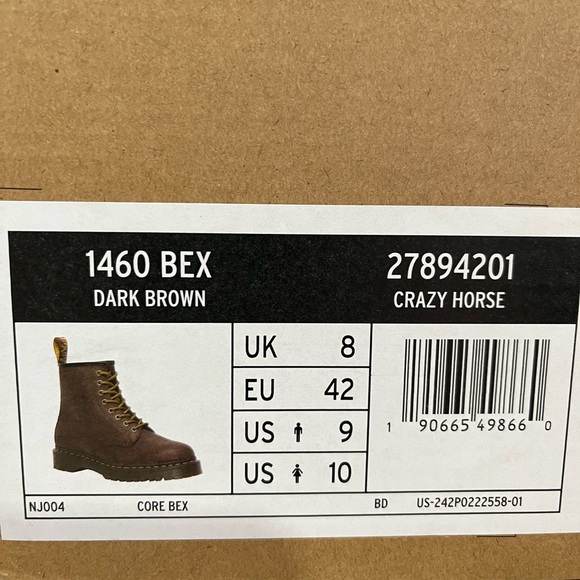 1460 BEX
DARK BROWN
27894201
CRAZY HORSE
UK 8
EU 42
US 9
US 10
1 90665 49866 0
NJ004 CORE BEX BD US-242P0222558-01